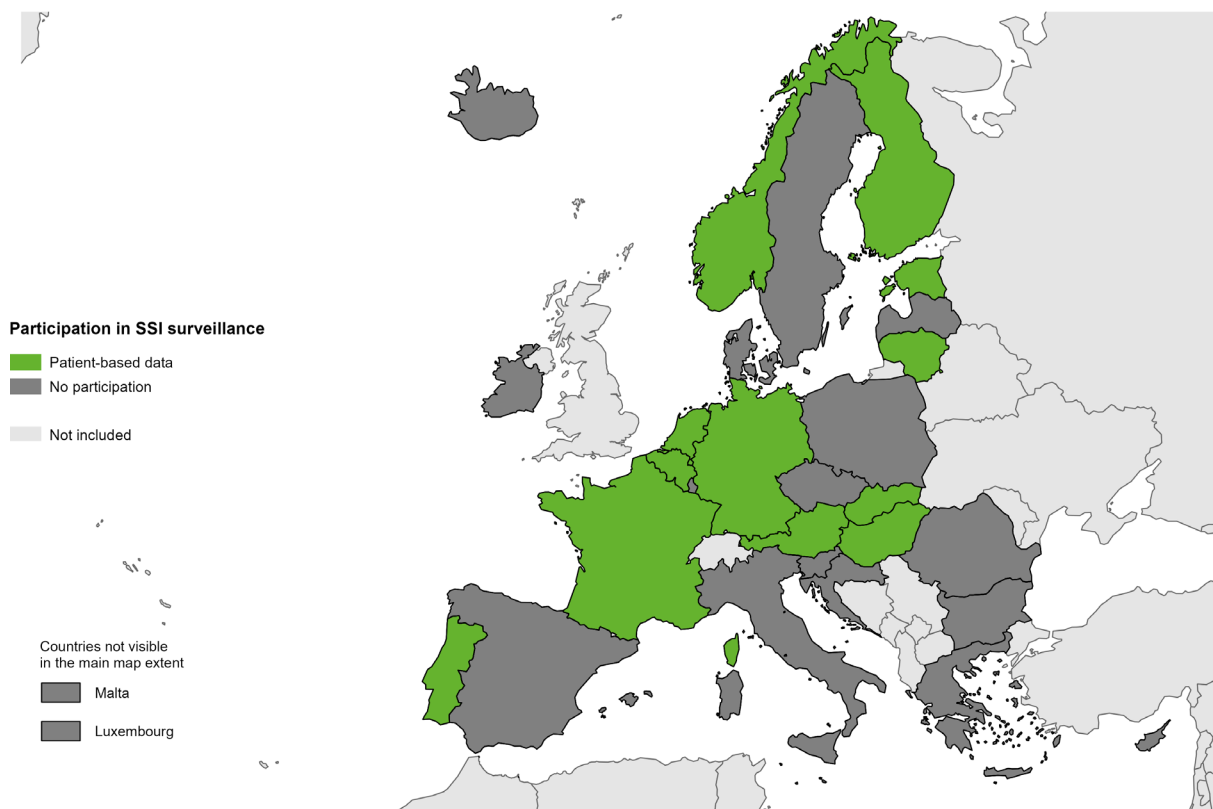 Participation in SSI surveillance
Patient-based data
No participation
Not included
Countries not visible
in the main map extent
Malta
Luxembourg